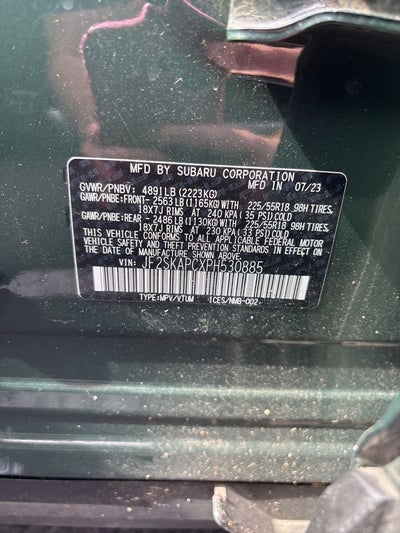 MFD BY SUBARU CORPORATION
GVWR/PNBV: 4891LB (2223KG) MFD IN 07/23
GAWR/PNBE: FRONT- 2563LB (1165KG) WITH 225/55R18 98H TIRES,
18X7J RIMS AT 240 KPA (35 PSI) COLD
GAWR/PNBE: REAR - 2486LB (1130KG) WITH 225/55R18 98H TIRES,
18X7J RIMS AT 230 KPA (33 PSI) COLD
THIS VEHICLE CONFORMS TO ALL APPLICABLE FEDERAL MOTOR
VEHICLE SAFETY AND THEFT PREVENTION STANDARDS IN EFFECT ON
THE DATE OF MANUFACTURE SHOWN ABOVE.
VIN: JF2SKAPCXPH530885
TYPE:MPV/VTUM ICES/NMB-002